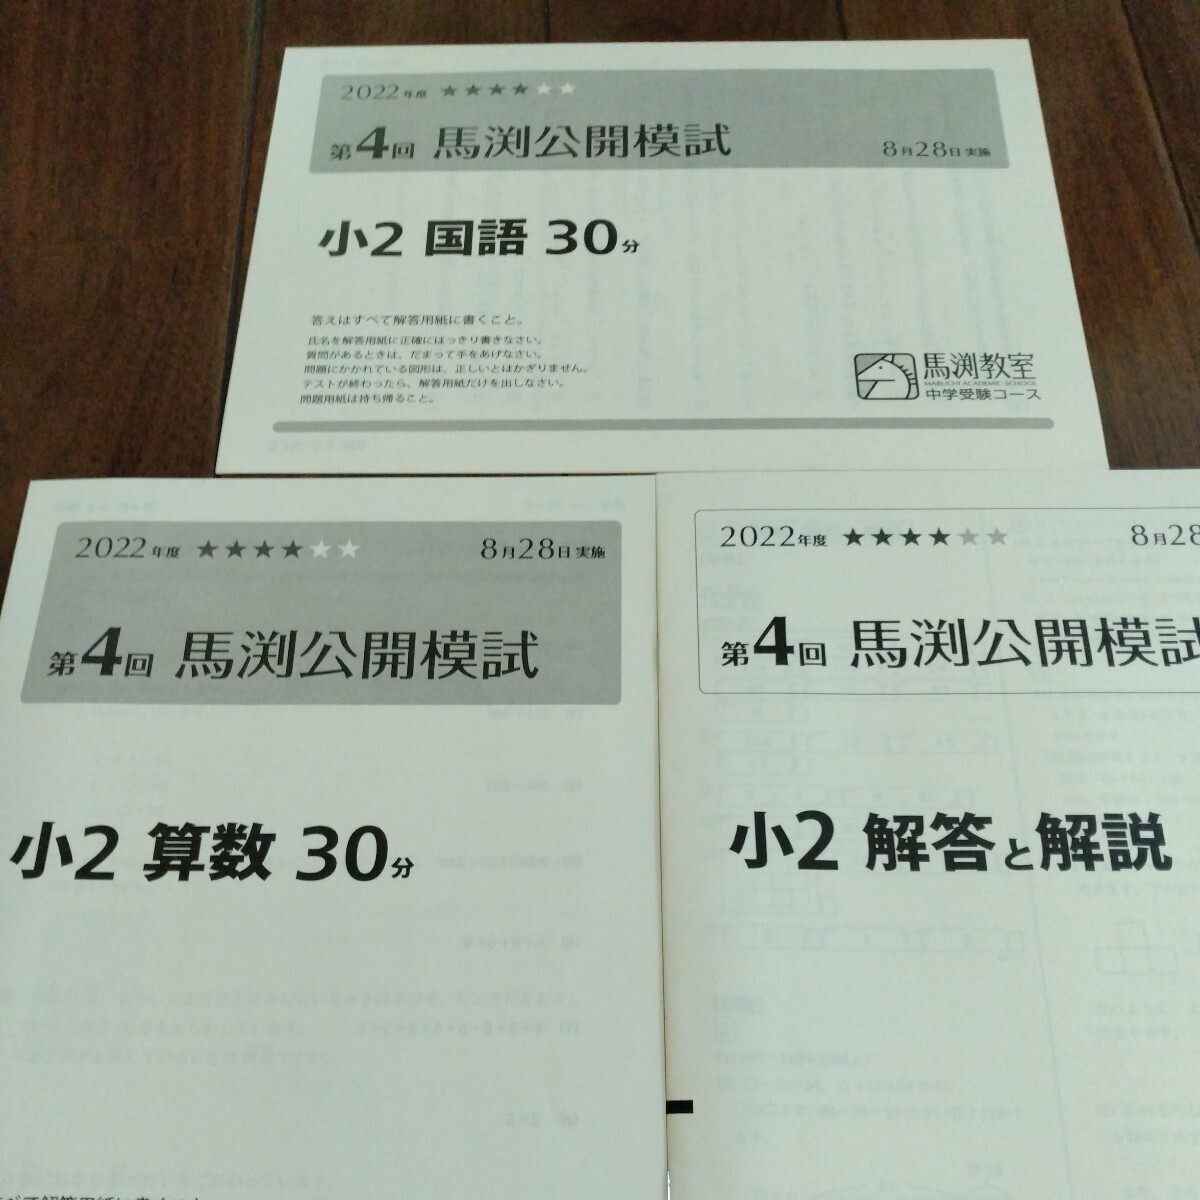 2022年度 ★★★★★★
第4回 馬渕公開模試 8月28日実施
小2 国語 30分
答えはすべて解答用紙に書くこと。
氏名を解答用紙に正確にはっきり書きなさい。
質問があるときは、だまって手をあげなさい。
問題にかかれている図形は、正しいとはかぎりません。
テストが終わったら、解答用紙だけを出しなさい。
問題用紙は持ち帰ること。
馬渕教室
MABUCHI ACADEMIC SCHOOL
中学受験コース
2022年度 ★★★★★★ 8月28日実施
第4回 馬渕公開模試
小2 算数 30分
2022年度 ★★★★★★ 8月28
第4回 馬渕公開模試
小2 解答と解説